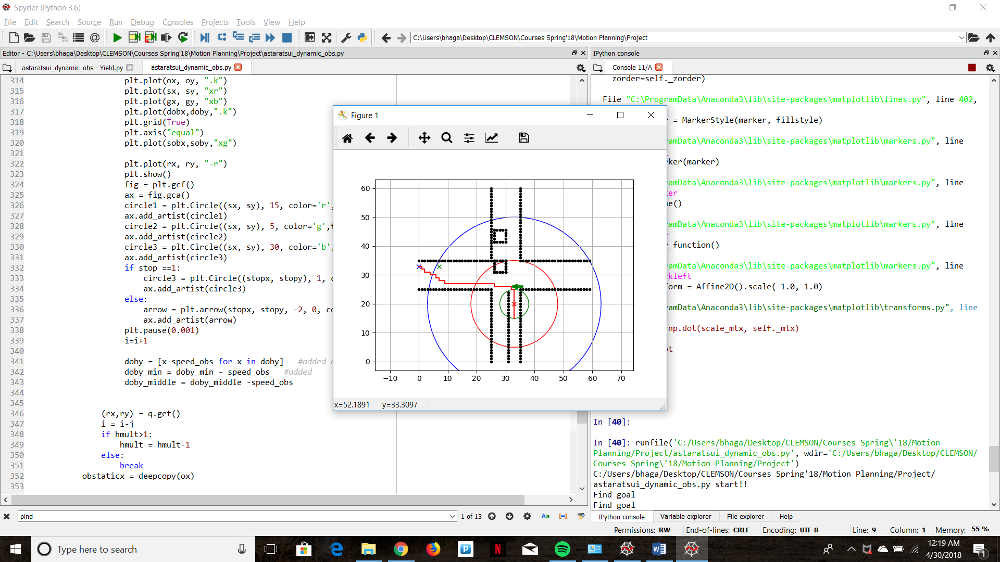 Spyder (Python 3.6)
File Edit Search Source Run Debug Consoles Projects Tools View Help
C:\Users\bhaga\Desktop\CLEMSON\Courses Spring'18\Motion Planning\Project
Editor - C:\Users\bhaga\Desktop\CLEMSON\Courses Spring'18\Motion Planning\Project\astaratsui_dynamic_obs.py
astaratsui_dynamic_obs - Yield.py astaratsui_dynamic_obs.py
314 plt.plot(ox, oy, ".k")
315 plt.plot(sx, sy, "xr")
316 plt.plot(gx, gy, "xb")
317 plt.plot(dobx,doby,".k")
318 plt.grid(True)
319 plt.axis("equal")
320 plt.plot(sobx,soby,"xg")
321
322 plt.plot(rx, ry, "-r")
323 plt.show()
324 fig = plt.gcf()
325 ax = fig.gca()
326 circle1 = plt.Circle((sx, sy), 15, color='r',
327 ax.add_artist(circle1)
328 circle2 = plt.Circle((sx, sy), 5, color='g',
329 ax.add_artist(circle2)
330 circle3 = plt.Circle((sx, sy), 30, color='b',
331 ax.add_artist(circle3)
332 if stop ==1:
333 circle3 = plt.Circle((stopx, stopy), 1,
334 ax.add_artist(circle3)
335 else:
336 arrow = plt.arrow(stopx, stopy, -2, 0,
337 ax.add_artist(arrow)
338 plt.pause(0.001)
339 i=i+1
340
341 doby = [x-speed_obs for x in doby] #added
342 doby_min = doby_min - speed_obs #added
343 doby_middle = doby_middle -speed_obs
344
345
346 (rx,ry) = q.get()
347 i = i-j
348 if hmult>1:
349 hmult = hmult-1
350 else:
351 break
352 obstaticx = deepcopy(ox)
353
pind 1 of 13 Aa
Figure 1
60
50
40
30
20
10
0
−10 0 10 20 30 40 50 60 70
x=52.1891 y=33.3097
IPython console
Console 11/A
zorder=self._zorder)
File "C:\ProgramData\Anaconda3\lib\site-packages\matplotlib\lines.py", line 402,
= MarkerStyle(marker, fillstyle)
amData\Anaconda3\lib\site-packages\matplotlib\markers.py", line
ker(marker)
amData\Anaconda3\lib\site-packages\matplotlib\markers.py", line
ker
e()
amData\Anaconda3\lib\site-packages\matplotlib\markers.py", line
_function()
amData\Anaconda3\lib\site-packages\matplotlib\markers.py", line
ckleft
form = Affine2D().scale(-1.0, 1.0)
amData\Anaconda3\lib\site-packages\matplotlib\transforms.py", line
np.dot(scale_mtx, self._mtx)
ot
In [40]:
In [40]: runfile('C:/Users/bhaga/Desktop/CLEMSON/Courses Spring\'18/Motion
Planning/Project/astaratsui_dynamic_obs.py', wdir='C:/Users/bhaga/Desktop/CLEMSON/
Courses Spring\'18/Motion Planning/Project')
C:/Users/bhaga/Desktop/CLEMSON/Courses Spring'18/Motion Planning/Project/
astaratsui_dynamic_obs.py start!!
Find goal
Find goal
IPython console Variable explorer File explorer Help
Permissions: RW End-of-lines: CRLF Encoding: UTF-8 Line: 9 Column: 1 Memory: 55 %
Type here to search
12:19 AM
4/30/2018
1